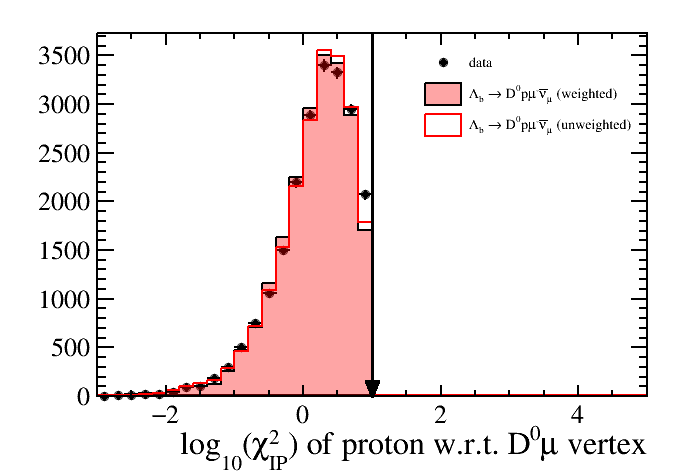 3500
3000
2500
2000
1500
1000
500
0
−2 0 2 4
log₁₀(χ²IP) of proton w.r.t. D⁰μ vertex
data
Λb → D⁰pμ ν̄μ (weighted)
Λb → D⁰pμ ν̄μ (unweighted)